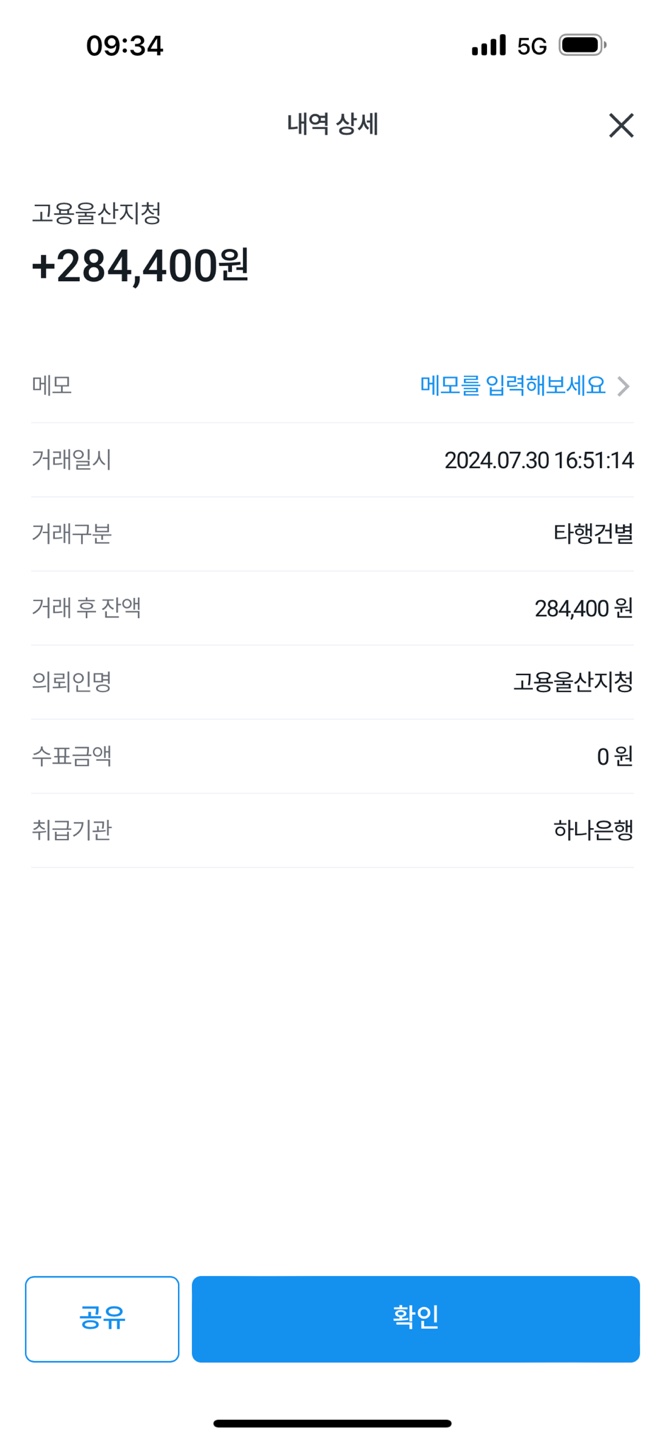 09:34
5G
내역 상세
고용울산지청
+284,400원
메모 메모를 입력해보세요
거래일시 2024.07.30 16:51:14
거래구분 타행건별
거래 후 잔액 284,400 원
의뢰인명 고용울산지청
수표금액 0 원
취급기관 하나은행
공유 확인